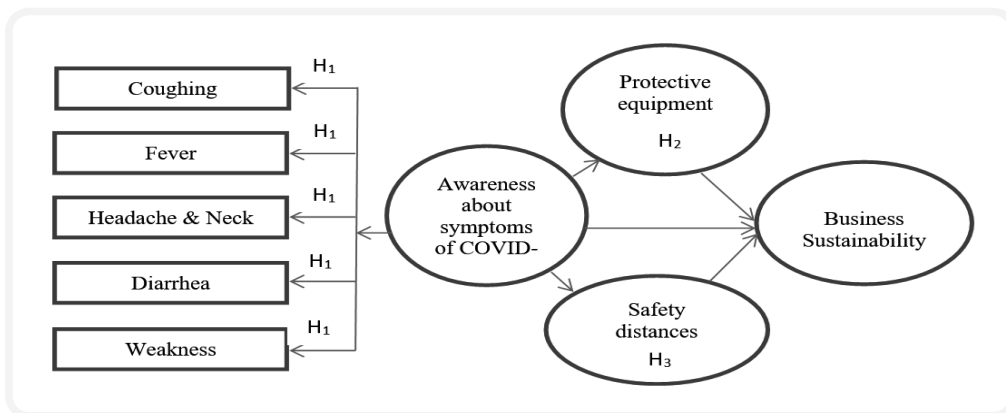 H₁
Coughing
H₁
Fever
H₁
Headache & Neck
H₁
Diarrhea
H₁
Weakness
Awareness
about
symptoms
of COVID-
Protective
equipment
H₂
Safety
distances
H₃
Business
Sustainability